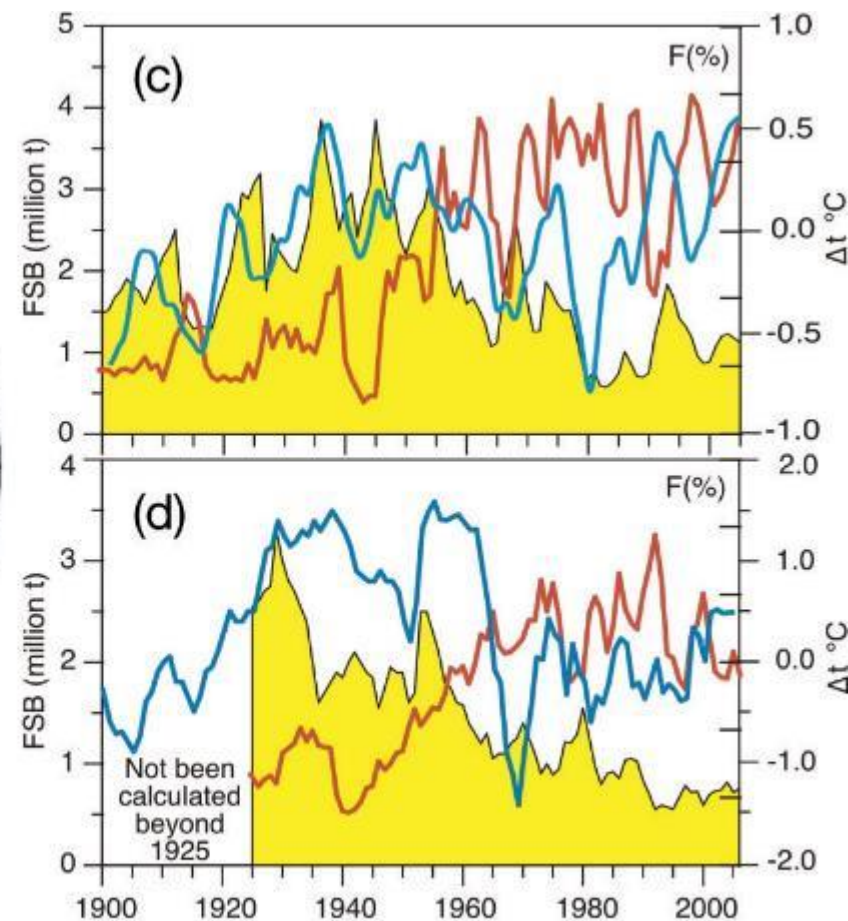 5
1.0
F(%)
(c)
4
0.5
3
0.0
2
-0.5
1
0
-1.0
FSB (million t)
Δt °C
4
2.0
F(%)
(d)
3
1.0
2
0.0
1
-1.0
Not been
calculated
beyond
1925
0
-2.0
FSB (million t)
Δt °C
1900 1920 1940 1960 1980 2000